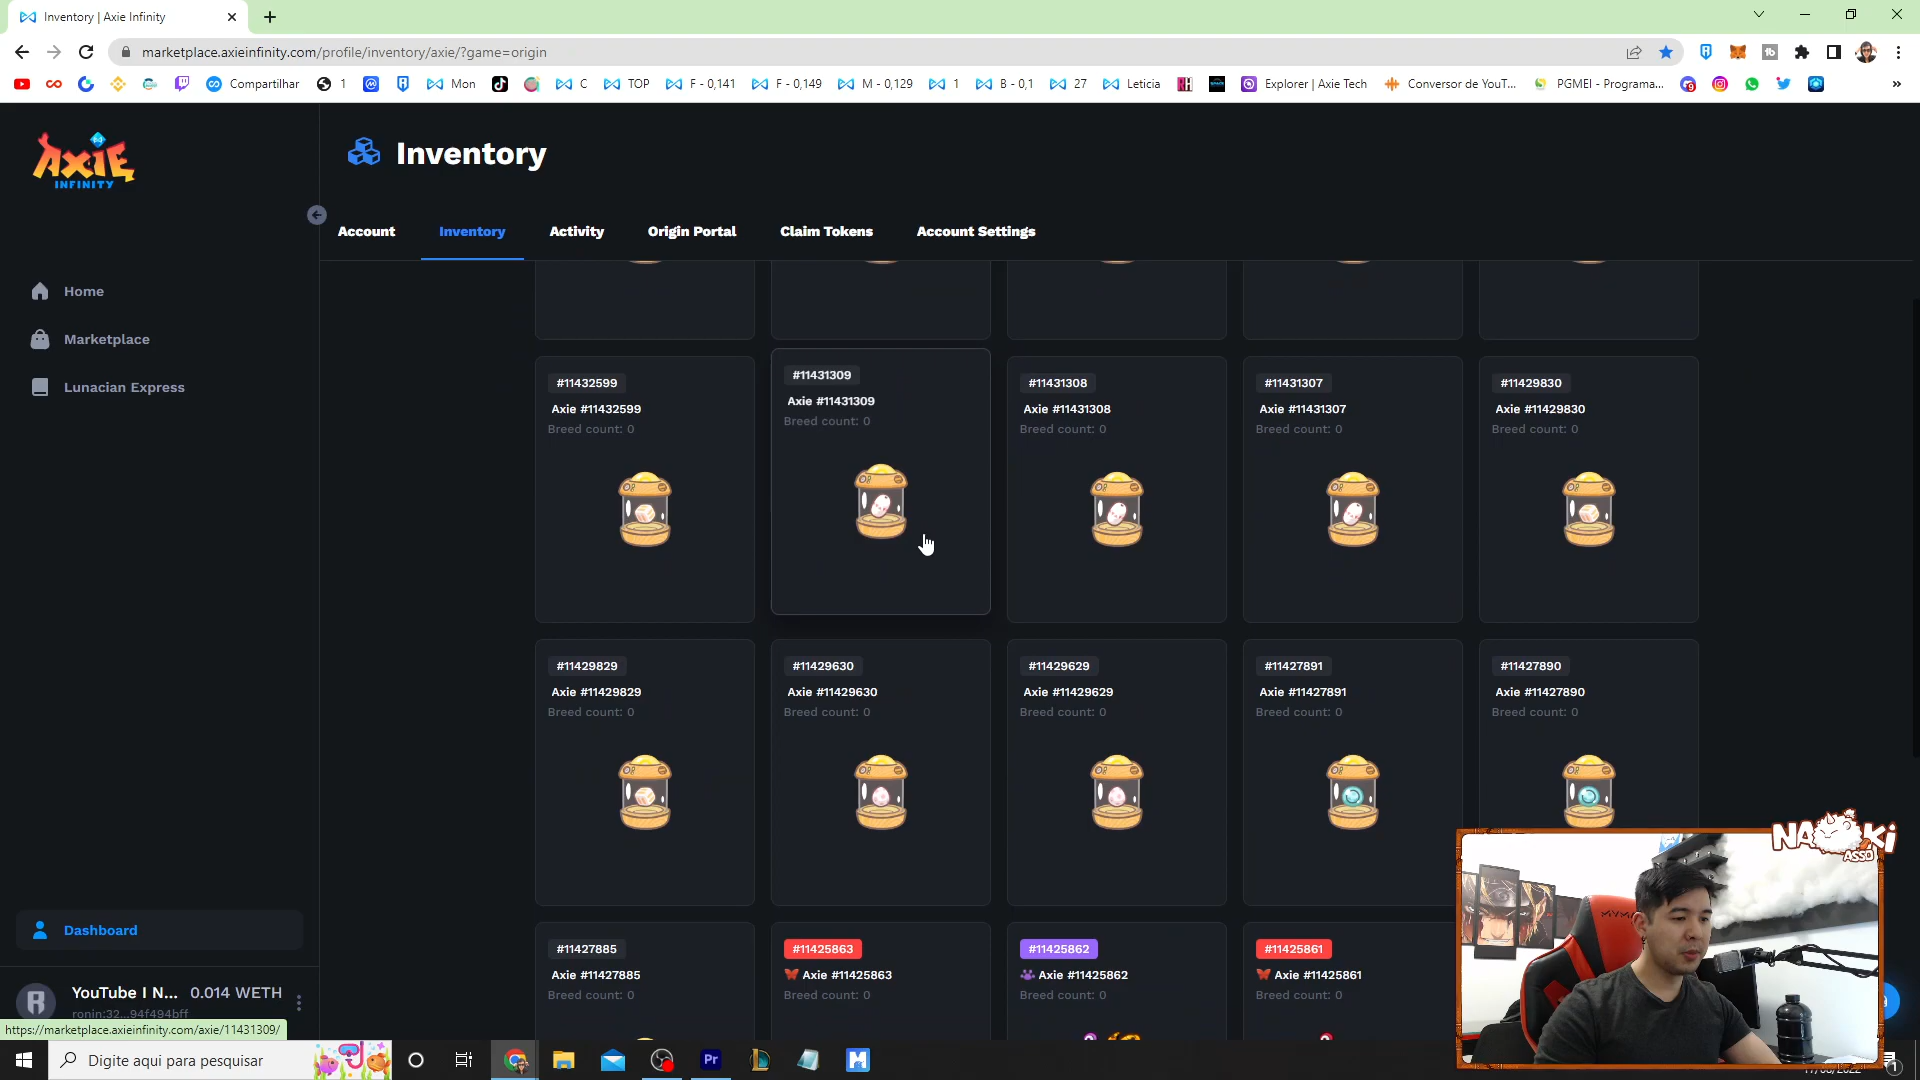 Inventory | Axie Infinity
marketplace.axieinfinity.com/profile/inventory/axie/?game=origin
Compartilhar
1
Mon
C
TOP
F - 0,141
F - 0,149
M - 0,129
1
B - 0,1
27
Leticia
Explorer | Axie Tech
Conversor de YouT...
PGMEI - Programa...
»
AXIE
INFINITY
Inventory
Account
Inventory
Activity
Origin Portal
Claim Tokens
Account Settings
Home
Marketplace
Lunacian Express
#11432599
Axie #11432599
Breed count: 0
#11431309
Axie #11431309
Breed count: 0
#11431308
Axie #11431308
Breed count: 0
#11431307
Axie #11431307
Breed count: 0
#11429830
Axie #11429830
Breed count: 0
#11429829
Axie #11429829
Breed count: 0
#11429630
Axie #11429630
Breed count: 0
#11429629
Axie #11429629
Breed count: 0
#11427891
Axie #11427891
Breed count: 0
#11427890
Axie #11427890
Breed count: 0
#11427885
Axie #11427885
Breed count: 0
#11425863
Axie #11425863
Breed count: 0
#11425862
Axie #11425862
Breed count: 0
#11425861
Axie #11425861
Breed count: 0
Dashboard
YouTube I N... 0.014 WETH
ronin:32...94f494bff
https://marketplace.axieinfinity.com/axie/11431309/
NAOKI
ASSO
Digite aqui para pesquisar
Pr